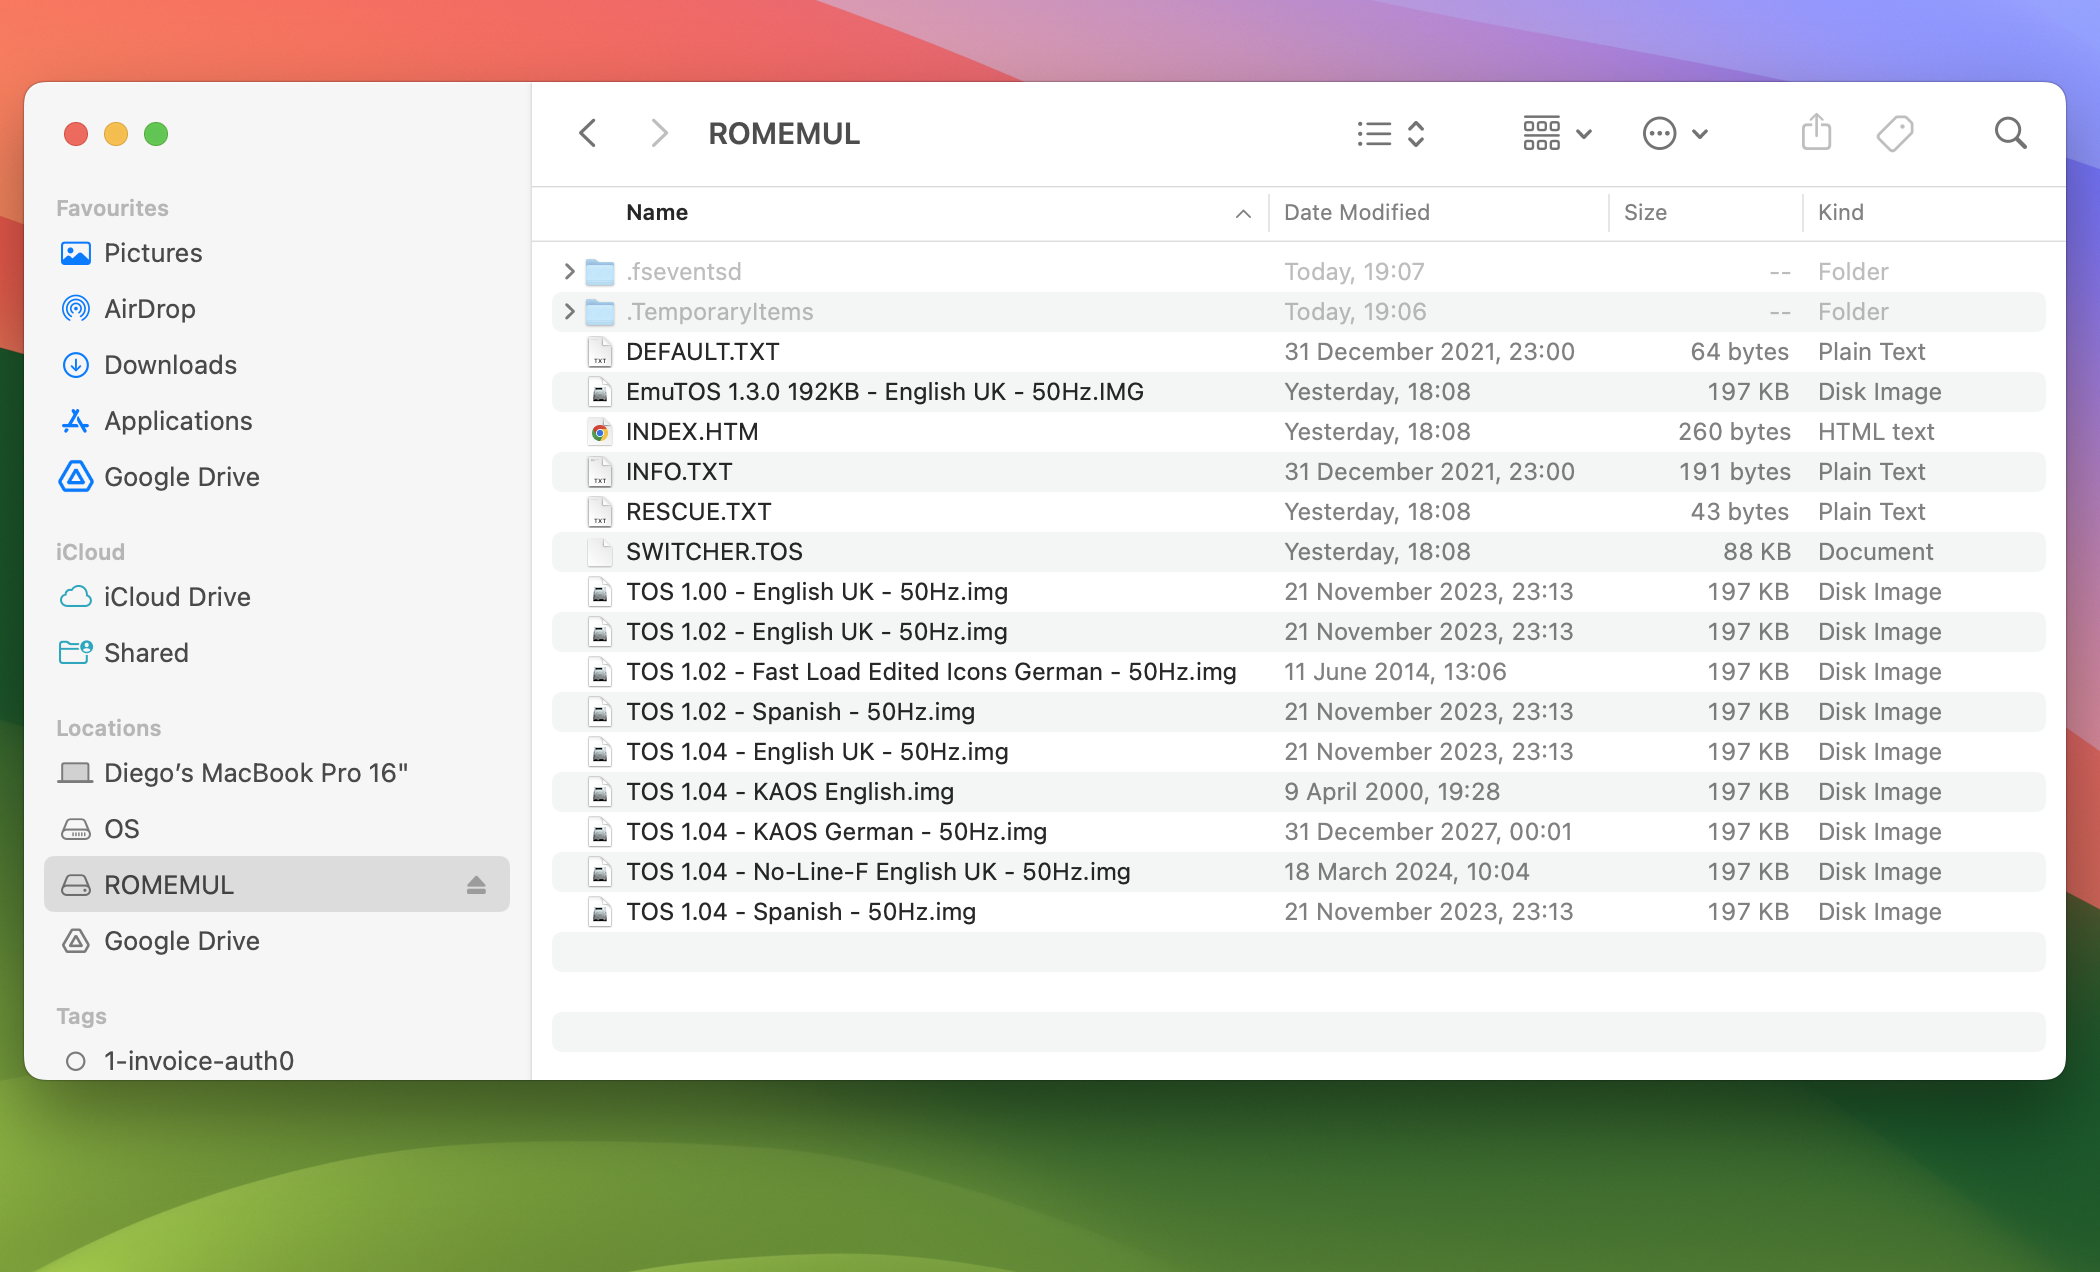 ROMEMUL
Favourites
Pictures
AirDrop
Downloads
Applications
Google Drive
iCloud
iCloud Drive
Shared
Locations
Diego’s MacBook Pro 16"
OS
ROMEMUL
Google Drive
Tags
1-invoice-auth0
Name Date Modified Size Kind
.fseventsd Today, 19:07 -- Folder
.TemporaryItems Today, 19:06 -- Folder
DEFAULT.TXT 31 December 2021, 23:00 64 bytes Plain Text
EmuTOS 1.3.0 192KB - English UK - 50Hz.IMG Yesterday, 18:08 197 KB Disk Image
INDEX.HTM Yesterday, 18:08 260 bytes HTML text
INFO.TXT 31 December 2021, 23:00 191 bytes Plain Text
RESCUE.TXT Yesterday, 18:08 43 bytes Plain Text
SWITCHER.TOS Yesterday, 18:08 88 KB Document
TOS 1.00 - English UK - 50Hz.img 21 November 2023, 23:13 197 KB Disk Image
TOS 1.02 - English UK - 50Hz.img 21 November 2023, 23:13 197 KB Disk Image
TOS 1.02 - Fast Load Edited Icons German - 50Hz.img 11 June 2014, 13:06 197 KB Disk Image
TOS 1.02 - Spanish - 50Hz.img 21 November 2023, 23:13 197 KB Disk Image
TOS 1.04 - English UK - 50Hz.img 21 November 2023, 23:13 197 KB Disk Image
TOS 1.04 - KAOS English.img 9 April 2000, 19:28 197 KB Disk Image
TOS 1.04 - KAOS German - 50Hz.img 31 December 2027, 00:01 197 KB Disk Image
TOS 1.04 - No-Line-F English UK - 50Hz.img 18 March 2024, 10:04 197 KB Disk Image
TOS 1.04 - Spanish - 50Hz.img 21 November 2023, 23:13 197 KB Disk Image